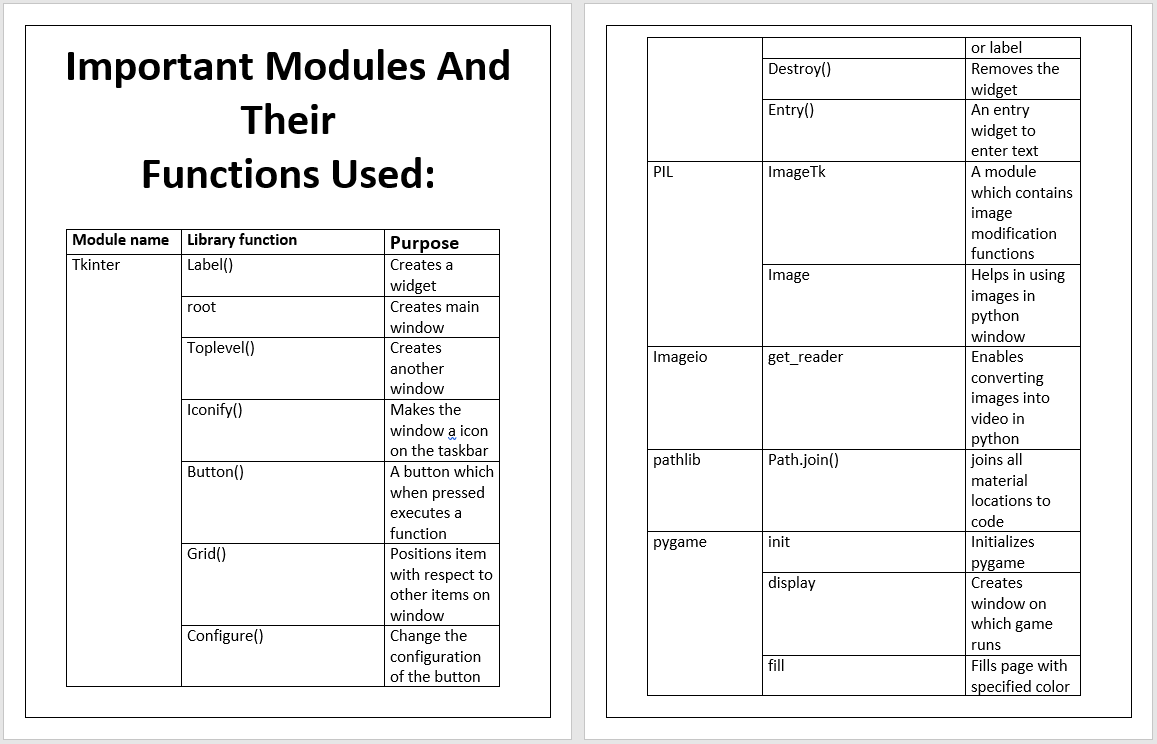 Important Modules And
Their
Functions Used:
Module name Library function Purpose
Tkinter Label() Creates a
widget
root Creates main
window
Toplevel() Creates
another
window
Iconify() Makes the
window a icon
on the taskbar
Button() A button which
when pressed
executes a
function
Grid() Positions item
with respect to
other items on
window
Configure() Change the
configuration
of the button
or label
Destroy() Removes the
widget
Entry() An entry
widget to
enter text
PIL ImageTk A module
which contains
image
modification
functions
Image Helps in using
images in
python
window
Imageio get_reader Enables
converting
images into
video in
python
pathlib Path.join() joins all
material
locations to
code
pygame init Initializes
pygame
display Creates
window on
which game
runs
fill Fills page with
specified color